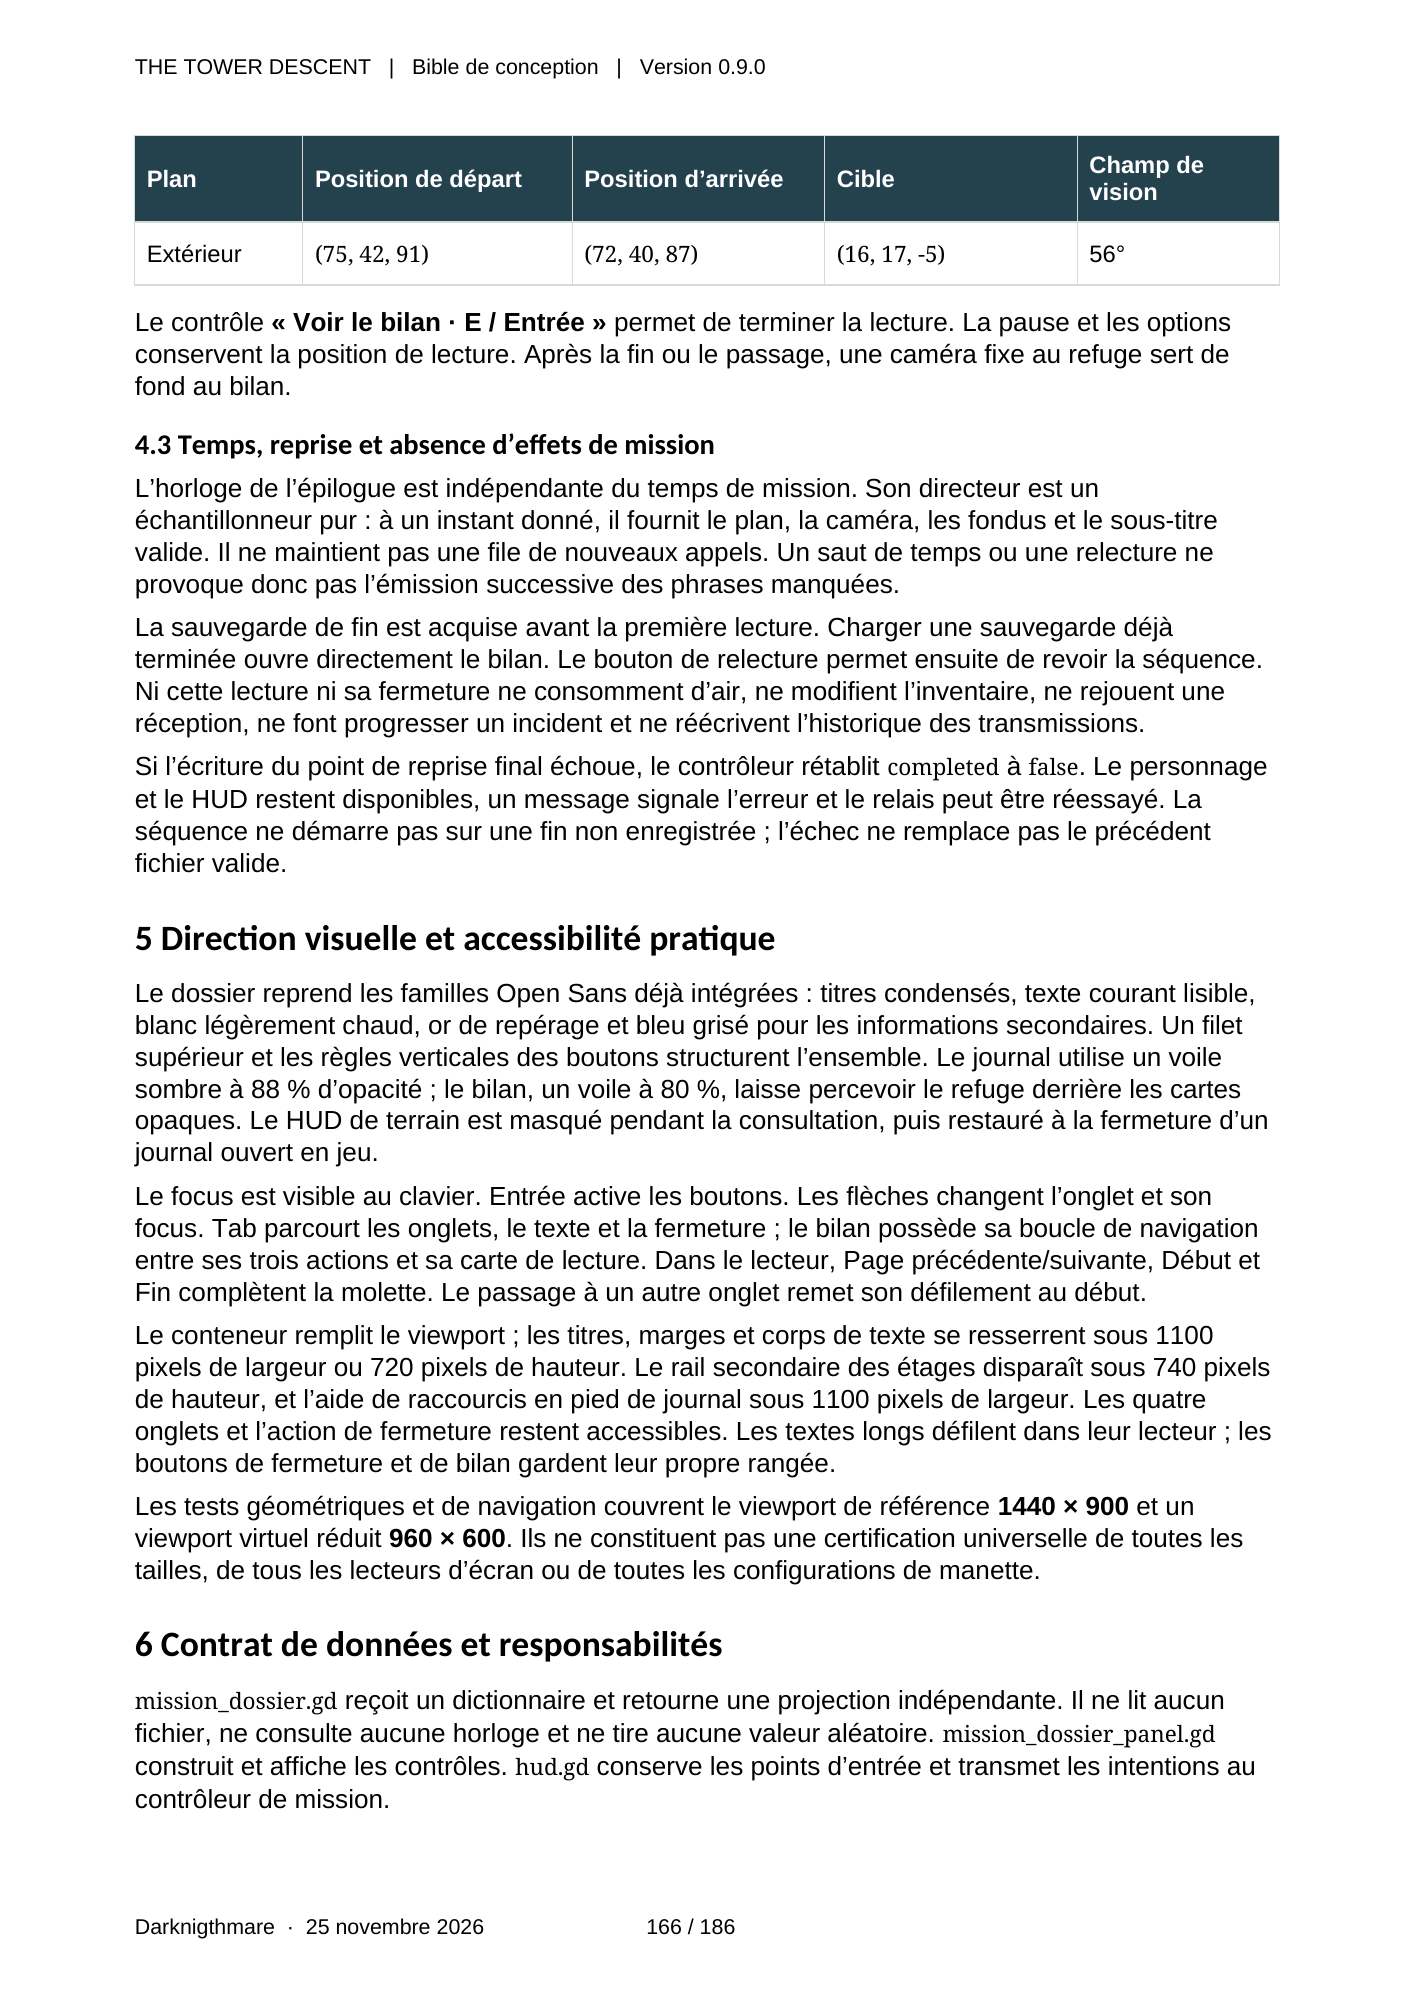 THE TOWER DESCENT | Bible de conception | Version 0.9.0
Plan Position de départ Position d’arrivée Cible Champ de vision
Extérieur (75, 42, 91) (72, 40, 87) (16, 17, -5) 56°
Le contrôle « Voir le bilan · E / Entrée » permet de terminer la lecture. La pause et les options
conservent la position de lecture. Après la fin ou le passage, une caméra fixe au refuge sert de
fond au bilan.
4.3 Temps, reprise et absence d’effets de mission
L’horloge de l’épilogue est indépendante du temps de mission. Son directeur est un
échantillonneur pur : à un instant donné, il fournit le plan, la caméra, les fondus et le sous-titre
valide. Il ne maintient pas une file de nouveaux appels. Un saut de temps ou une relecture ne
provoque donc pas l’émission successive des phrases manquées.
La sauvegarde de fin est acquise avant la première lecture. Charger une sauvegarde déjà
terminée ouvre directement le bilan. Le bouton de relecture permet ensuite de revoir la séquence.
Ni cette lecture ni sa fermeture ne consomment d’air, ne modifient l’inventaire, ne rejouent une
réception, ne font progresser un incident et ne réécrivent l’historique des transmissions.
Si l’écriture du point de reprise final échoue, le contrôleur rétablit completed à false. Le personnage
et le HUD restent disponibles, un message signale l’erreur et le relais peut être réessayé. La
séquence ne démarre pas sur une fin non enregistrée ; l’échec ne remplace pas le précédent
fichier valide.
5 Direction visuelle et accessibilité pratique
Le dossier reprend les familles Open Sans déjà intégrées : titres condensés, texte courant lisible,
blanc légèrement chaud, or de repérage et bleu grisé pour les informations secondaires. Un filet
supérieur et les règles verticales des boutons structurent l’ensemble. Le journal utilise un voile
sombre à 88 % d’opacité ; le bilan, un voile à 80 %, laisse percevoir le refuge derrière les cartes
opaques. Le HUD de terrain est masqué pendant la consultation, puis restauré à la fermeture d’un
journal ouvert en jeu.
Le focus est visible au clavier. Entrée active les boutons. Les flèches changent l’onglet et son
focus. Tab parcourt les onglets, le texte et la fermeture ; le bilan possède sa boucle de navigation
entre ses trois actions et sa carte de lecture. Dans le lecteur, Page précédente/suivante, Début et
Fin complètent la molette. Le passage à un autre onglet remet son défilement au début.
Le conteneur remplit le viewport ; les titres, marges et corps de texte se resserrent sous 1100
pixels de largeur ou 720 pixels de hauteur. Le rail secondaire des étages disparaît sous 740 pixels
de hauteur, et l’aide de raccourcis en pied de journal sous 1100 pixels de largeur. Les quatre
onglets et l’action de fermeture restent accessibles. Les textes longs défilent dans leur lecteur ; les
boutons de fermeture et de bilan gardent leur propre rangée.
Les tests géométriques et de navigation couvrent le viewport de référence 1440 × 900 et un
viewport virtuel réduit 960 × 600. Ils ne constituent pas une certification universelle de toutes les
tailles, de tous les lecteurs d’écran ou de toutes les configurations de manette.
6 Contrat de données et responsabilités
mission_dossier.gd reçoit un dictionnaire et retourne une projection indépendante. Il ne lit aucun
fichier, ne consulte aucune horloge et ne tire aucune valeur aléatoire. mission_dossier_panel.gd
construit et affiche les contrôles. hud.gd conserve les points d’entrée et transmet les intentions au
contrôleur de mission.
Darknigthmare · 25 novembre 2026 166 / 186